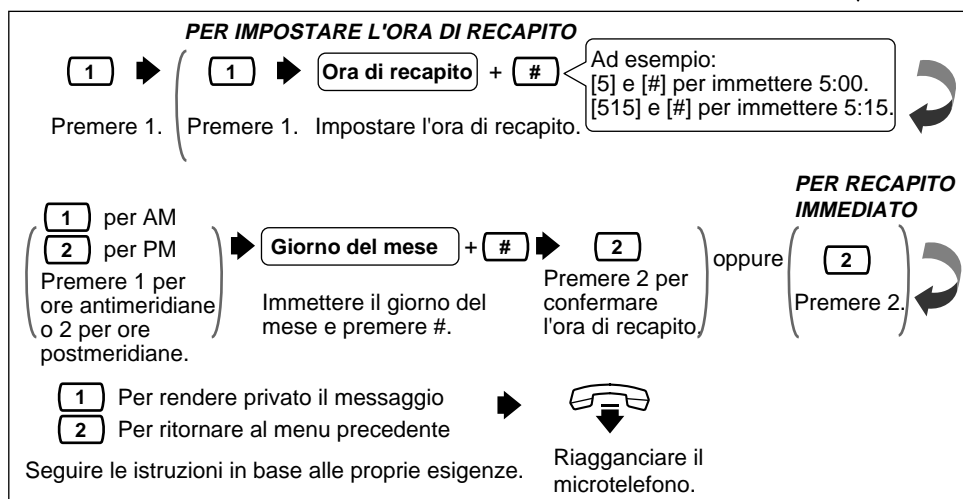 PER IMPOSTARE L'ORA DI RECAPITO
1 1 Ora di recapito + #
Ad esempio:
[5] e [#] per immettere 5:00.
[515] e [#] per immettere 5:15.
Premere 1. Premere 1. Impostare l'ora di recapito.
PER RECAPITO
IMMEDIATO
1 per AM
2 per PM
Premere 1 per
ore antimeridiane
o 2 per ore
postmeridiane.
Giorno del mese + #
Immettere il giorno del
mese e premere #.
2
Premere 2 per
confermare
l'ora di recapito.
oppure
2
Premere 2.
1 Per rendere privato il messaggio
2 Per ritornare al menu precedente
Seguire le istruzioni in base alle proprie esigenze.
Riagganciare il
microtelefono.